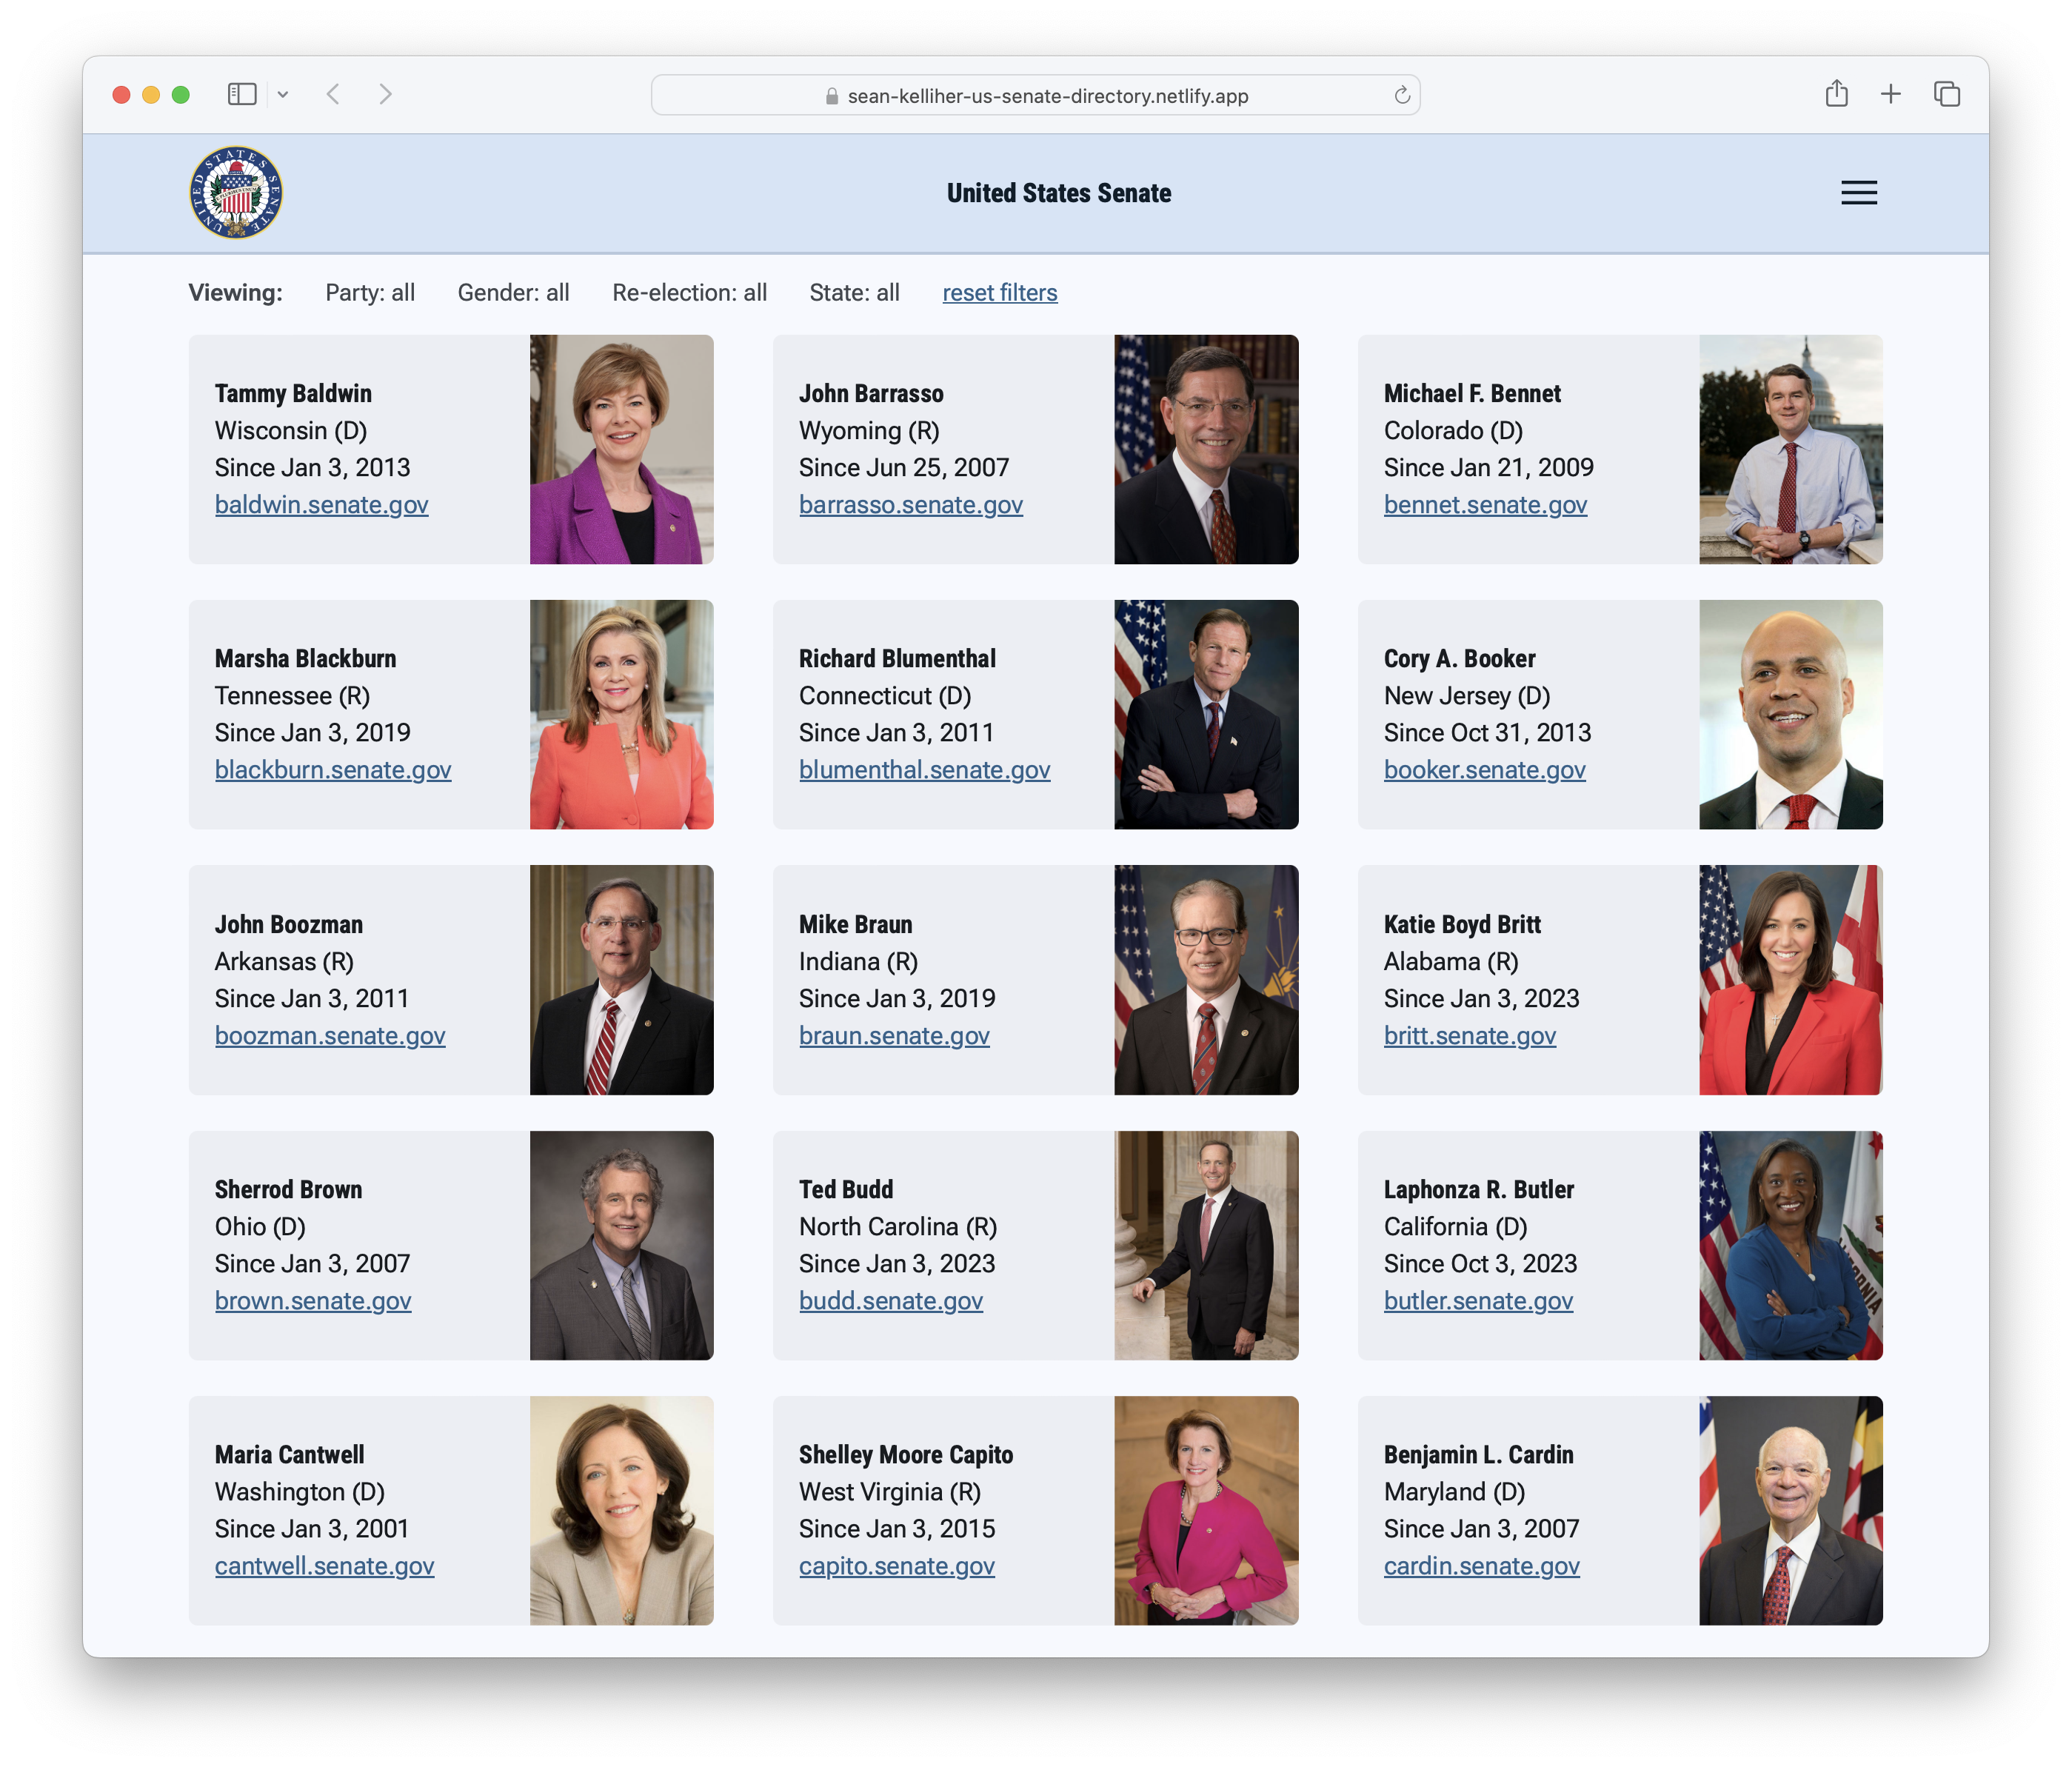 sean-kelliher-us-senate-directory.netlify.app
UNITED STATES SENATE
United States Senate
Viewing: Party: all Gender: all Re-election: all State: all reset filters
Tammy Baldwin
Wisconsin (D)
Since Jan 3, 2013
baldwin.senate.gov
John Barrasso
Wyoming (R)
Since Jun 25, 2007
barrasso.senate.gov
Michael F. Bennet
Colorado (D)
Since Jan 21, 2009
bennet.senate.gov
Marsha Blackburn
Tennessee (R)
Since Jan 3, 2019
blackburn.senate.gov
Richard Blumenthal
Connecticut (D)
Since Jan 3, 2011
blumenthal.senate.gov
Cory A. Booker
New Jersey (D)
Since Oct 31, 2013
booker.senate.gov
John Boozman
Arkansas (R)
Since Jan 3, 2011
boozman.senate.gov
Mike Braun
Indiana (R)
Since Jan 3, 2019
braun.senate.gov
Katie Boyd Britt
Alabama (R)
Since Jan 3, 2023
britt.senate.gov
Sherrod Brown
Ohio (D)
Since Jan 3, 2007
brown.senate.gov
Ted Budd
North Carolina (R)
Since Jan 3, 2023
budd.senate.gov
Laphonza R. Butler
California (D)
Since Oct 3, 2023
butler.senate.gov
Maria Cantwell
Washington (D)
Since Jan 3, 2001
cantwell.senate.gov
Shelley Moore Capito
West Virginia (R)
Since Jan 3, 2015
capito.senate.gov
Benjamin L. Cardin
Maryland (D)
Since Jan 3, 2007
cardin.senate.gov